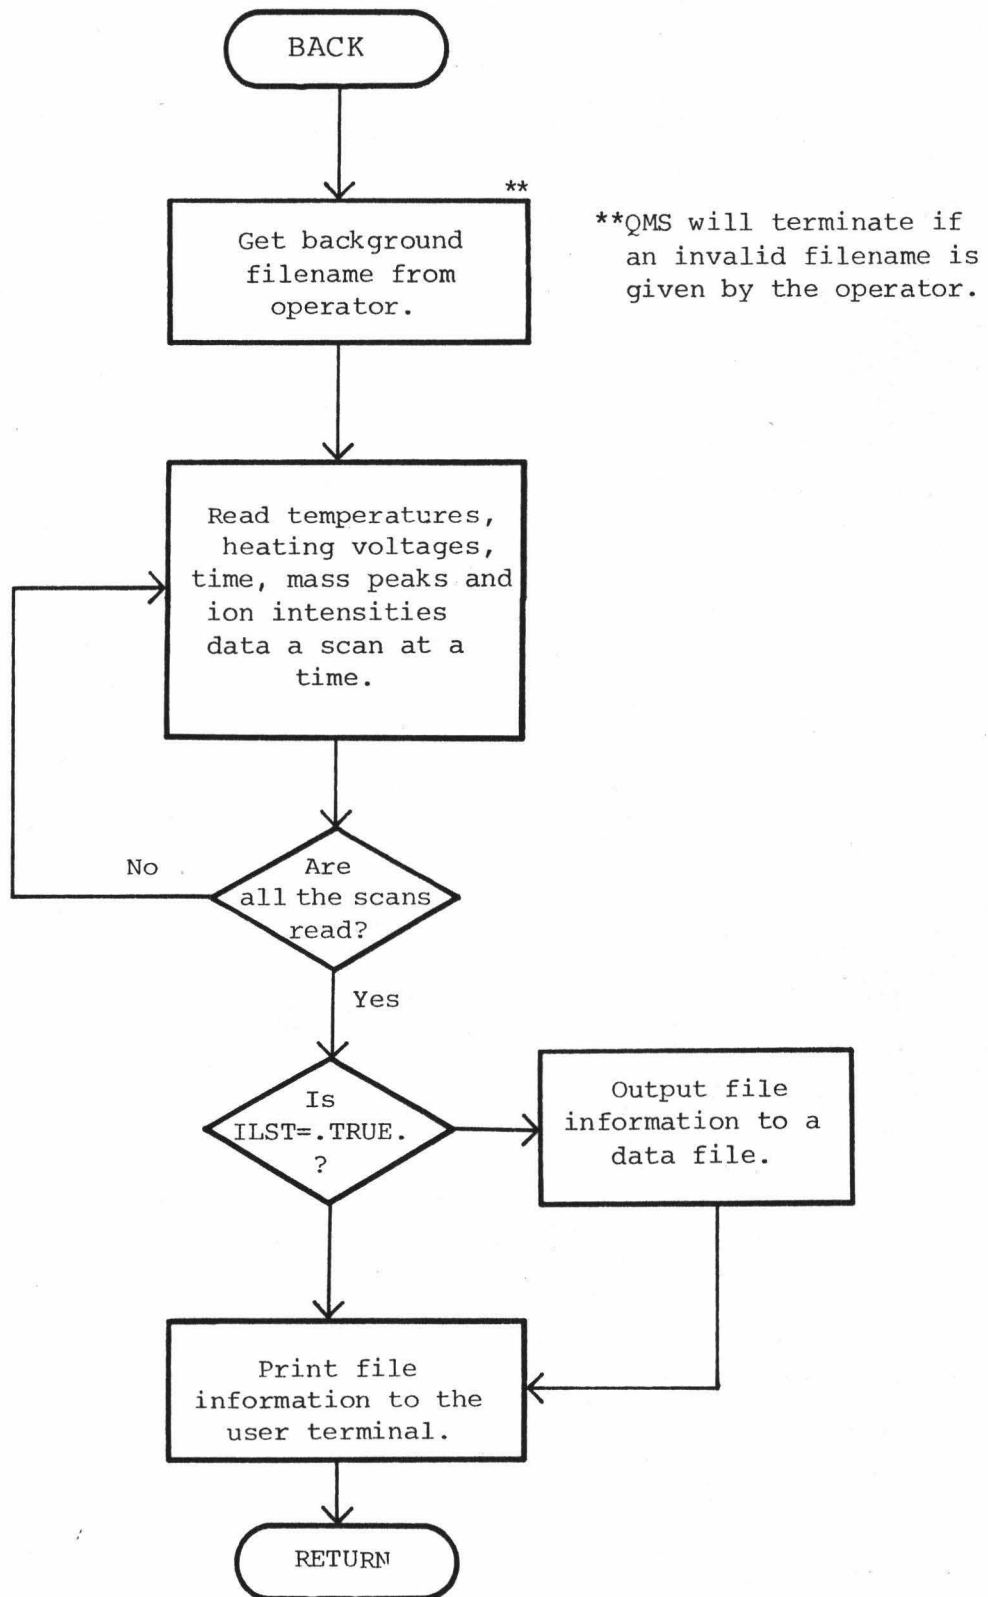 BACK
**
Get background
filename from
operator.
**QMS will terminate if
an invalid filename is
given by the operator.
Read temperatures,
heating voltages,
time, mass peaks and
ion intensities
data a scan at a
time.
No
Are
all the scans
read?
Yes
Is
ILST=.TRUE.
?
Output file
information to a
data file.
Print file
information to the
user terminal.
RETURN